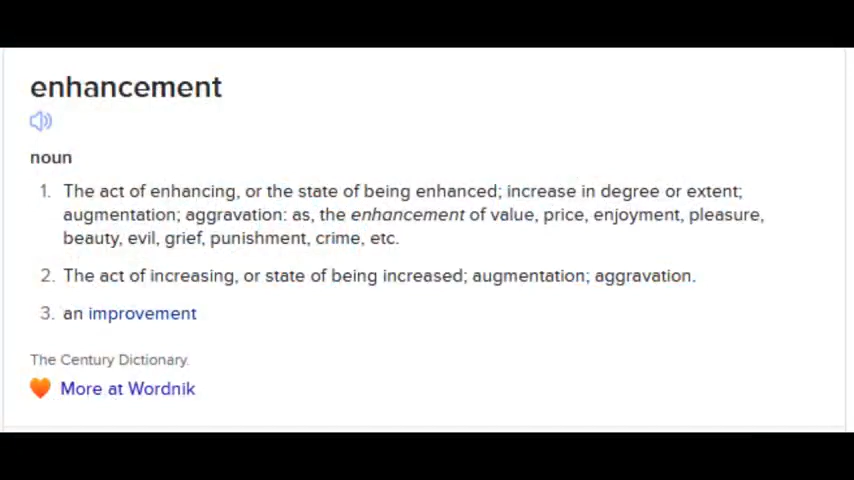 enhancement
noun
1. The act of enhancing, or the state of being enhanced; increase in degree or extent;
augmentation; aggravation: as, the enhancement of value, price, enjoyment, pleasure,
beauty, evil, grief, punishment, crime, etc.
2. The act of increasing, or state of being increased; augmentation; aggravation.
3. an improvement
The Century Dictionary.
More at Wordnik